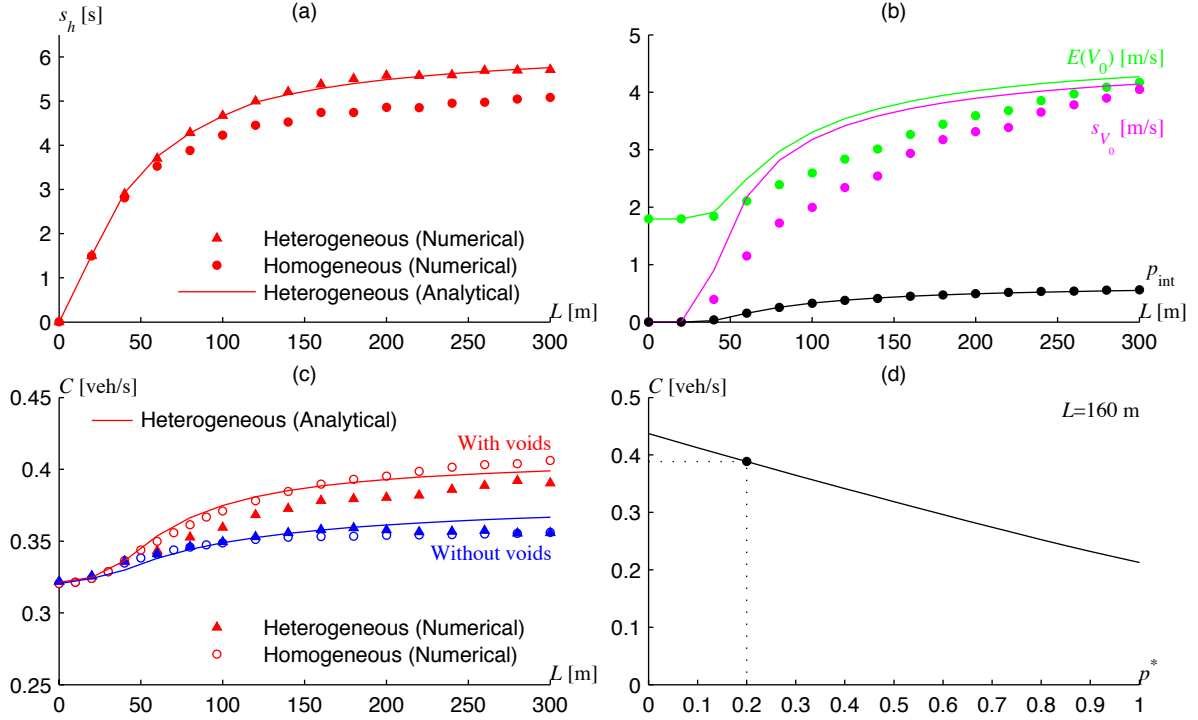 (a)
s_h [s]
6
5
4
3
2
1
0
Heterogeneous (Numerical)
Homogeneous (Numerical)
Heterogeneous (Analytical)
L [m]
0 50 100 150 200 250 300
(b)
5
4
3
2
1
0
E(V_0) [m/s]
s_{V_0} [m/s]
p_int
L [m]
0 50 100 150 200 250 300
(c)
C [veh/s]
0.45
0.4
0.35
0.3
0.25
Heterogeneous (Analytical)
With voids
Without voids
Heterogeneous (Numerical)
Homogeneous (Numerical)
L [m]
0 50 100 150 200 250 300
(d)
C [veh/s]
0.5
0.4
0.3
0.2
0.1
0
L=160 m
p*
0 0.1 0.2 0.3 0.4 0.5 0.6 0.7 0.8 0.9 1